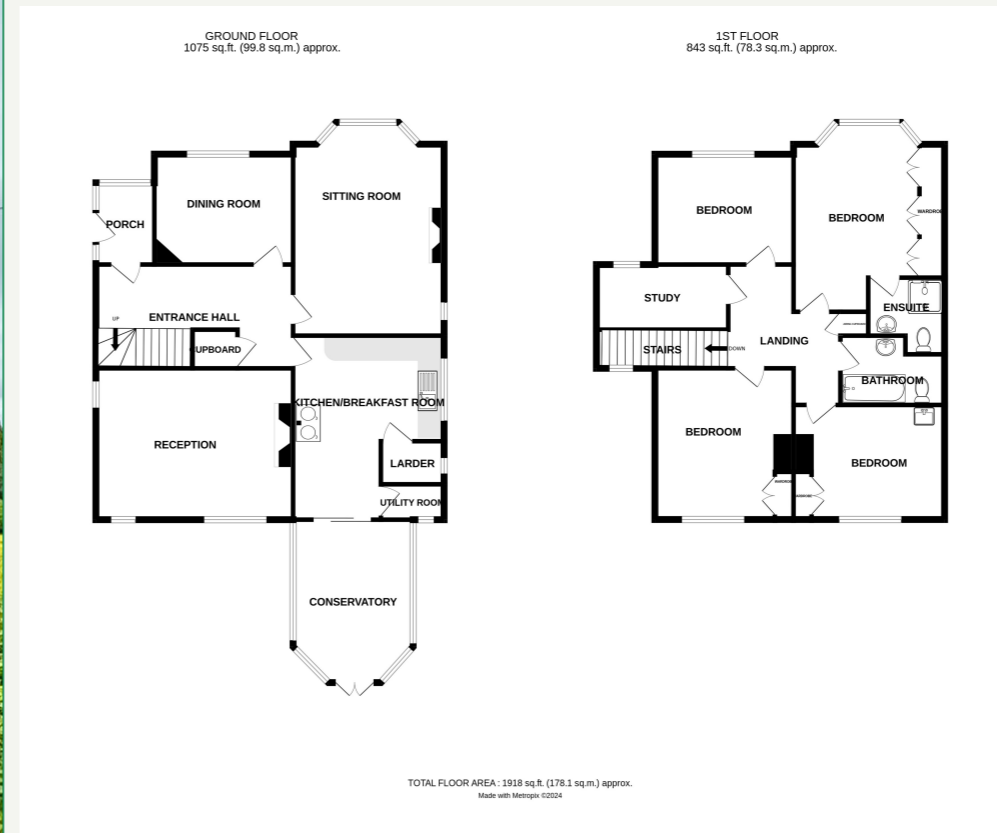 GROUND FLOOR
1075 sq.ft. (99.8 sq.m.) approx.
1ST FLOOR
843 sq.ft. (78.3 sq.m.) approx.
SITTING ROOM
DINING ROOM
PORCH
ENTRANCE HALL
UP
CUPBOARD
KITCHEN/BREAKFAST ROOM
RECEPTION
LARDER
UTILITY ROOM
CONSERVATORY
BEDROOM
BEDROOM
WARDRO
STUDY
ENSUITE
LANDING
STAIRS
DOWN
BATHROOM
BEDROOM
BEDROOM
WARDROBE
TOTAL FLOOR AREA : 1918 sq.ft. (178.1 sq.m.) approx.
Made with Metropix ©2024